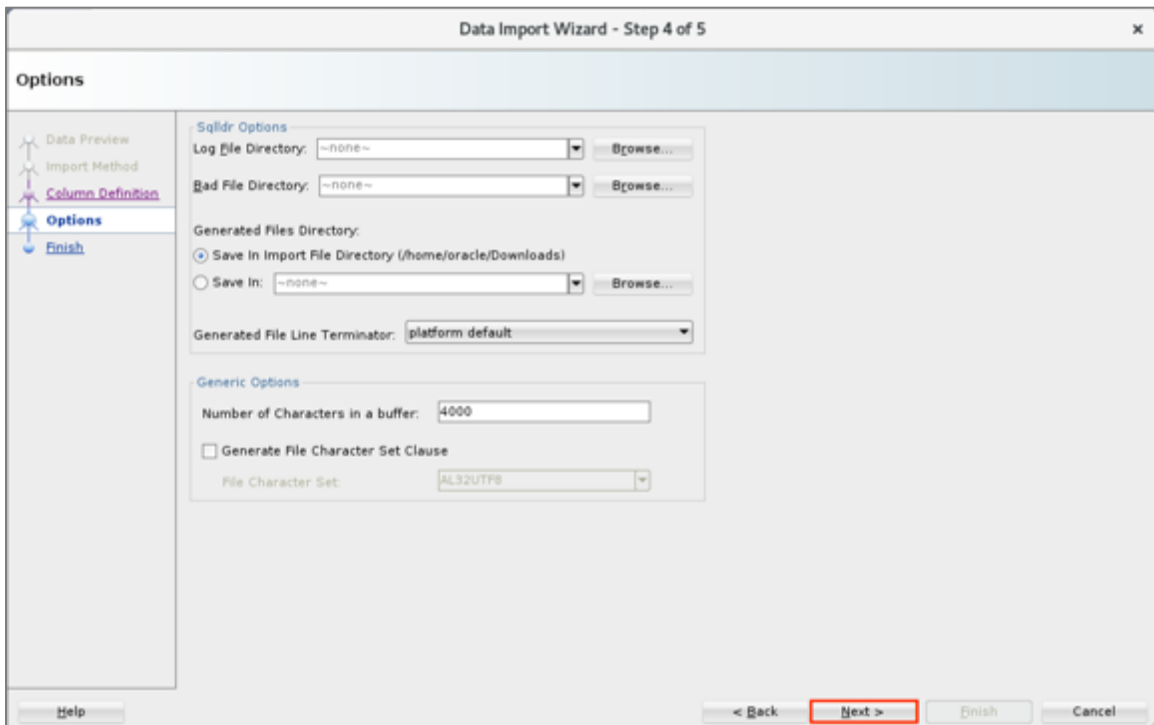 Data Import Wizard - Step 4 of 5
Options
Data Preview
Import Method
Column Definition
Options
Finish
Sqlldr Options
Log File Directory: ~none~ Browse...
Bad File Directory: ~none~ Browse...
Generated Files Directory:
Save In Import File Directory (/home/oracle/Downloads)
Save In: ~none~ Browse...
Generated File Line Terminator: platform default
Generic Options
Number of Characters in a buffer: 4000
Generate File Character Set Clause
File Character Set: AL32UTF8
Help < Back Next > Finish Cancel